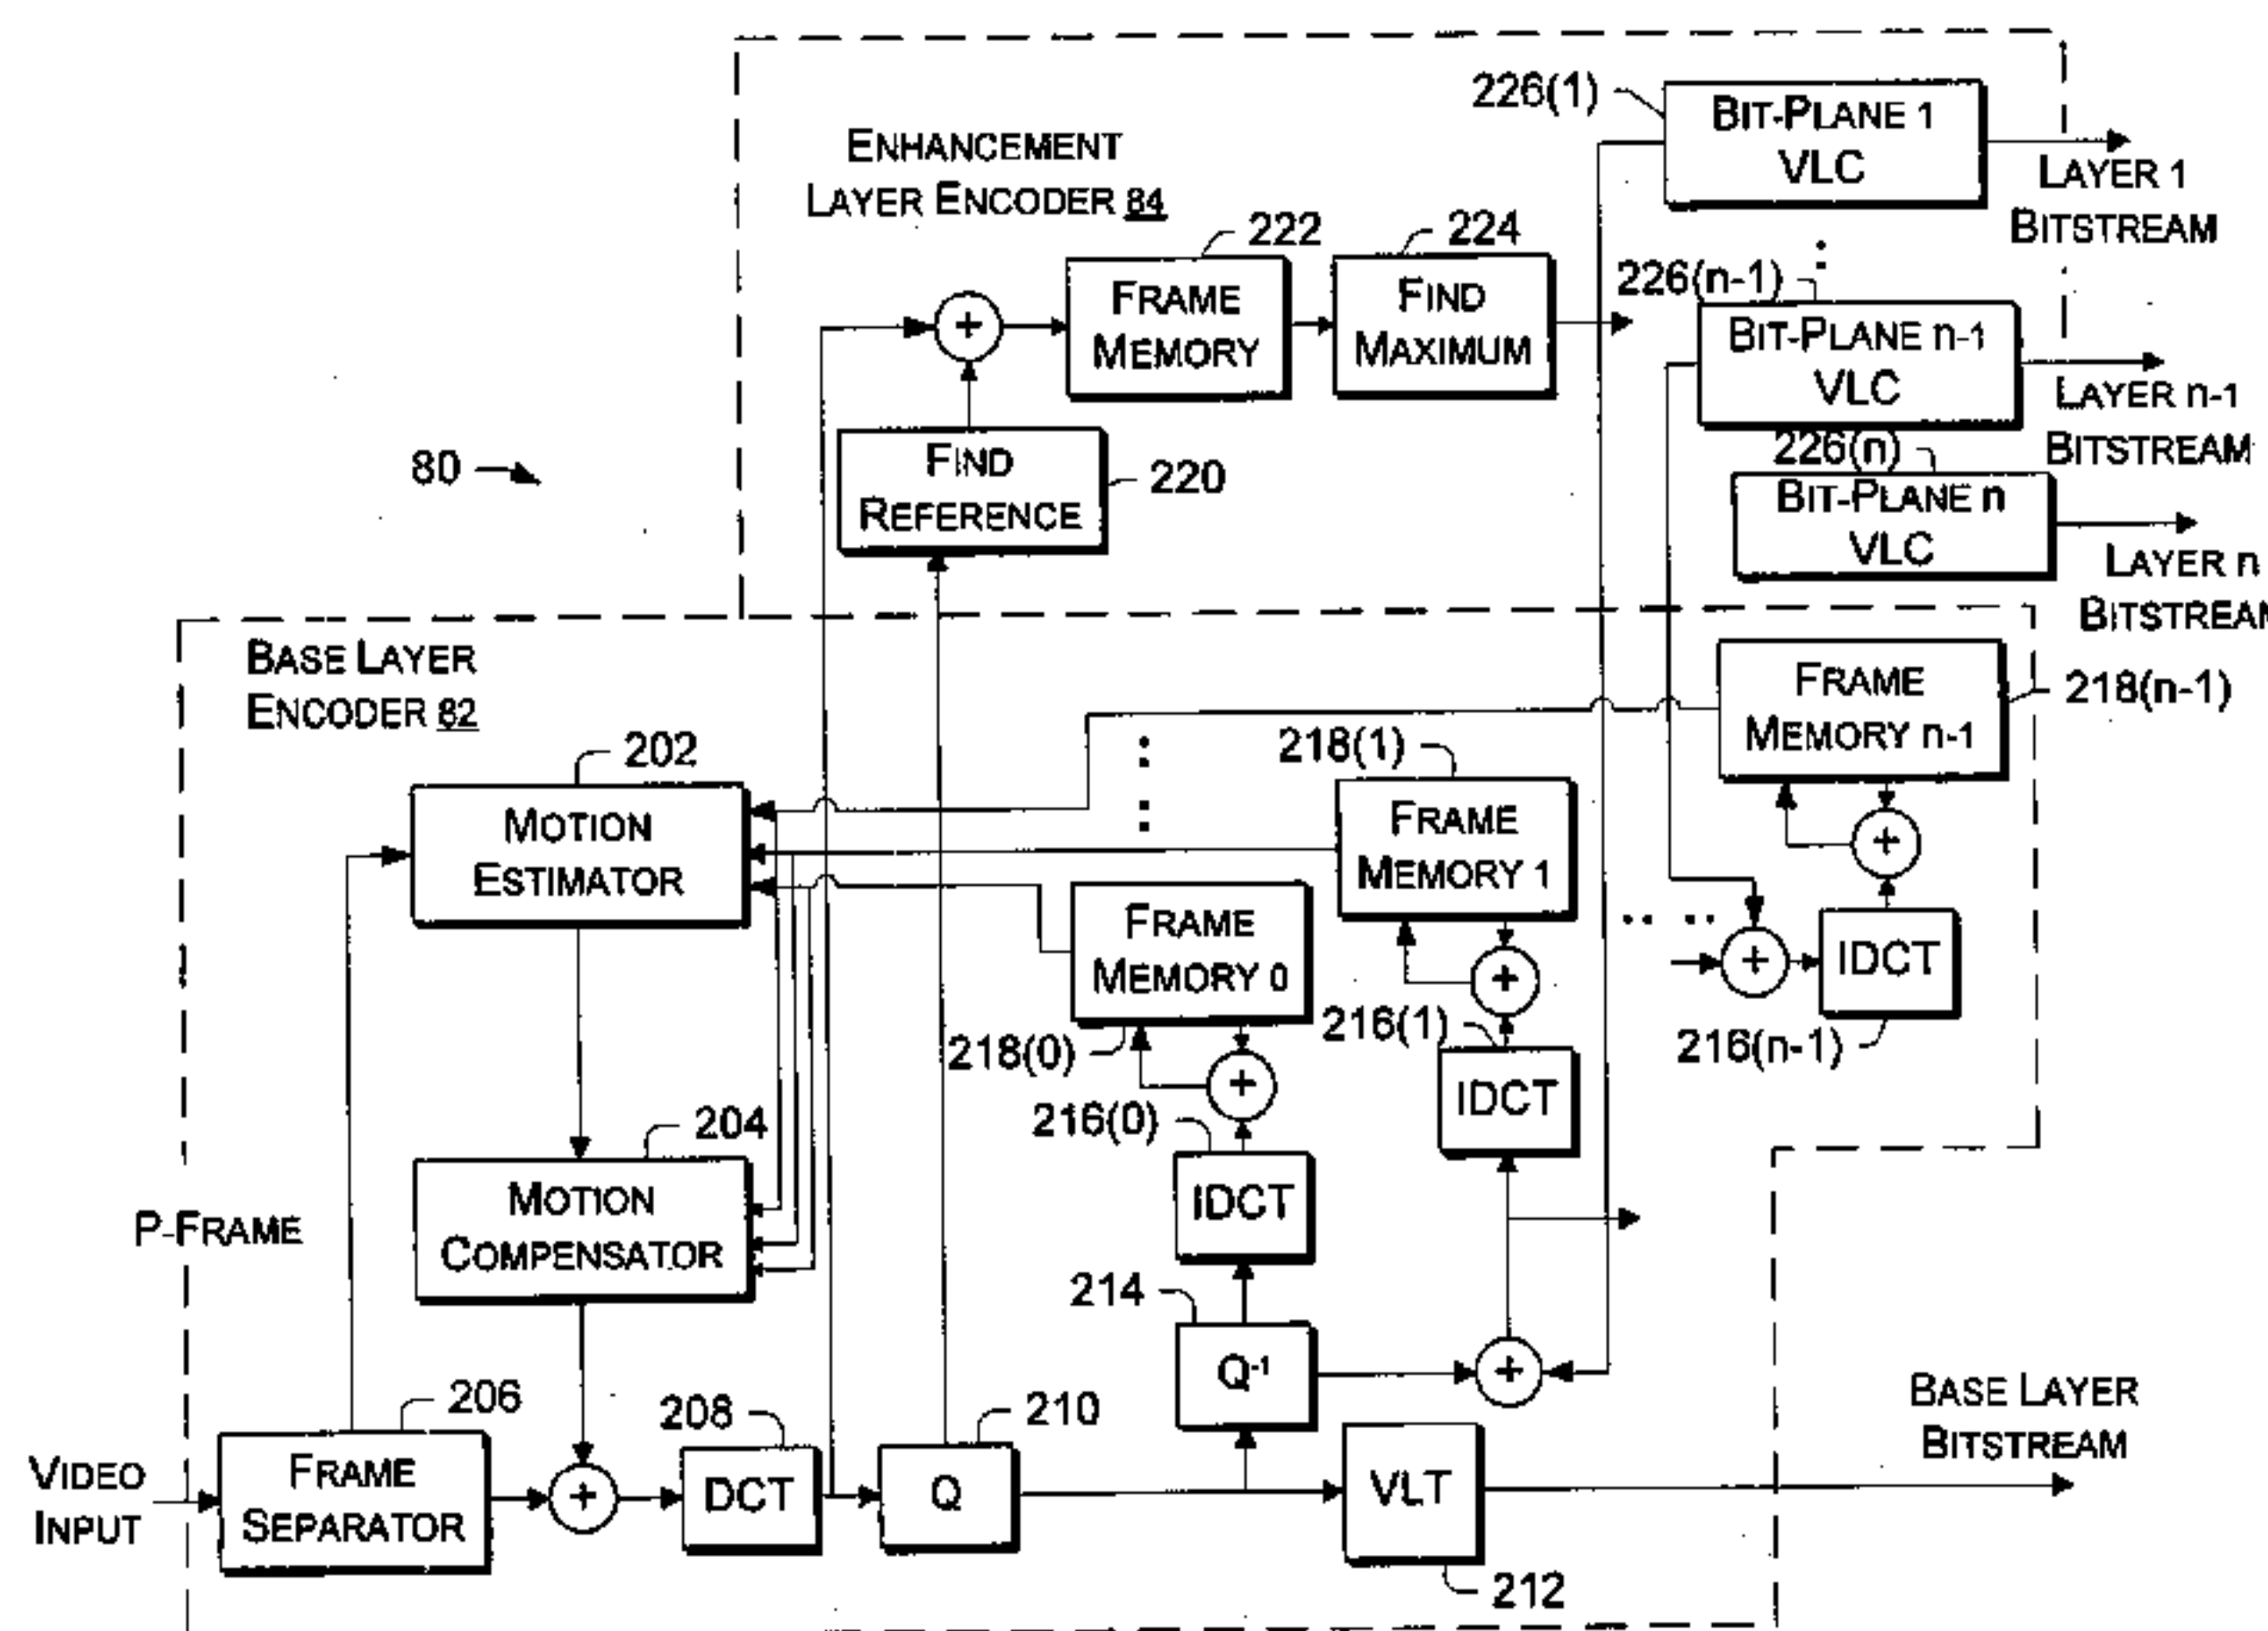 226(1)
BIT-PLANE 1
VLC
LAYER 1
BITSTREAM
ENHANCEMENT
LAYER ENCODER 84
222
224
FRAME
MEMORY
FIND
MAXIMUM
226(n-1)
BIT-PLANE n-1
VLC
LAYER n-1
BITSTREAM
226(n)
BIT-PLANE n
VLC
LAYER n
BITSTREAM
+
80
FIND
REFERENCE
220
BASE LAYER
ENCODER 82
FRAME
MEMORY n-1
218(n-1)
202
MOTION
ESTIMATOR
218(1)
FRAME
MEMORY 1
+
FRAME
MEMORY 0
218(0)
+
+
IDCT
216(n-1)
+
216(1)
IDCT
+
216(0)
IDCT
204
MOTION
COMPENSATOR
P-FRAME
214
Q-1
+
206
FRAME
SEPARATOR
VIDEO
INPUT
+
208
DCT
210
Q
VLT
212
BASE LAYER
BITSTREAM